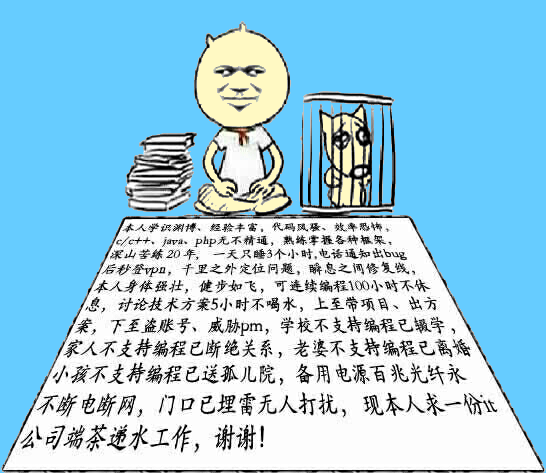 本人学识渊博、经验丰富,代码风骚、效率恐怖,
c/c++、java、php无不精通,熟练掌握各种框架,
深山苦练20年,一天只睡3个小时,电话通知出bug
后秒登vpn,千里之外定位问题,瞬息之间修复线,
本人身体强壮,健步如飞,可连续编程100小时不休
息,讨论技术方案5小时不喝水,上至带项目、出方
案,下至盗账号、威胁pm,学校不支持编程已辍学,
家人不支持编程已断绝关系,老婆不支持编程已离婚
小孩不支持编程已送孤儿院,备用电源百兆光纤永
不断电断网,门口已埋雷无人打扰,现本人求一份it
公司端茶递水工作,谢谢!